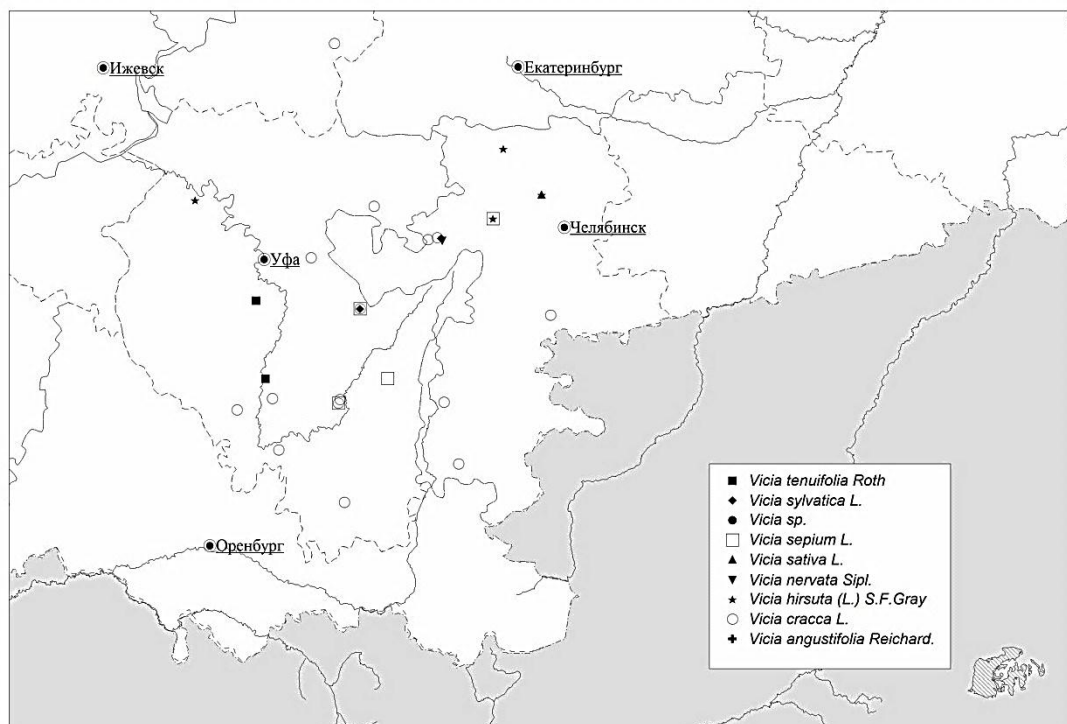 Ижевск
Екатеринбург
Челябинск
Уфа
Оренбург
Vicia tenuifolia Roth
Vicia sylvatica L.
Vicia sp.
Vicia sepium L.
Vicia sativa L.
Vicia nervata Sipl.
Vicia hirsuta (L.) S.F.Gray
Vicia cracca L.
Vicia angustifolia Reichard.